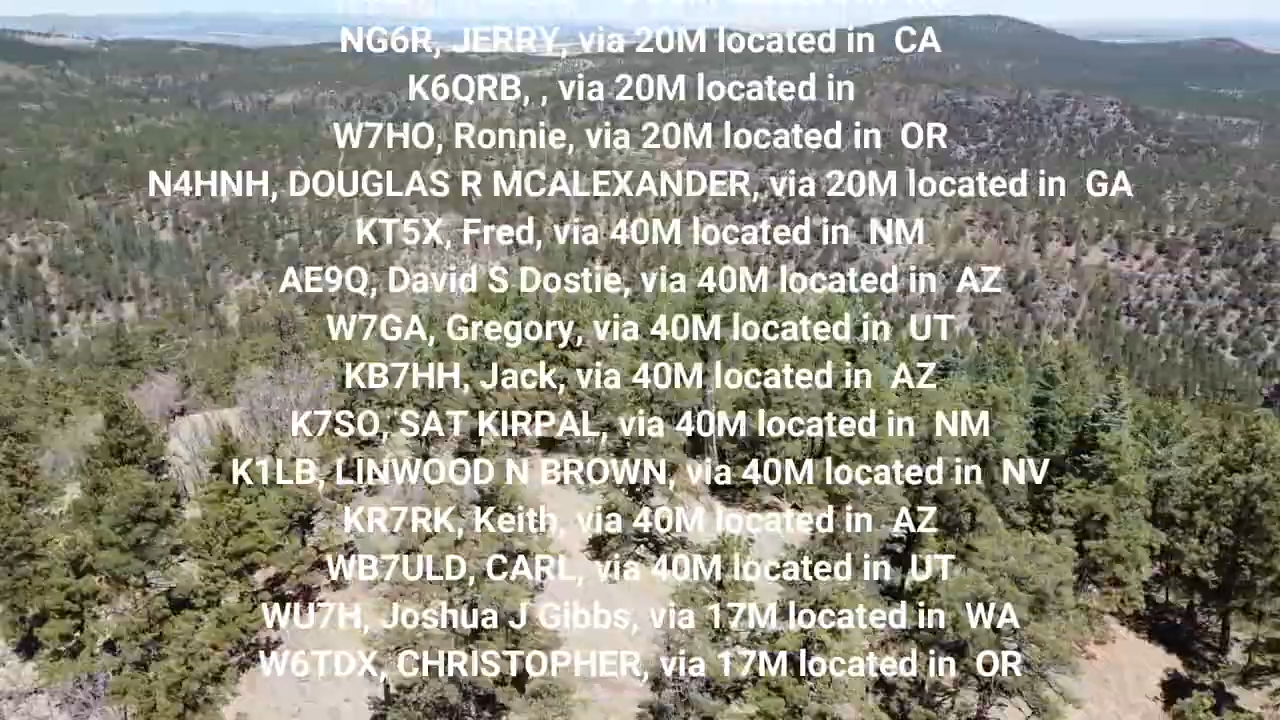 NG6R, JERRY, via 20M located in  CA
K6QRB, , via 20M located in
W7HO, Ronnie, via 20M located in  OR
N4HNH, DOUGLAS R MCALEXANDER, via 20M located in  GA
KT5X, Fred, via 40M located in  NM
AE9Q, David S Dostie, via 40M located in  AZ
W7GA, Gregory, via 40M located in  UT
KB7HH, Jack, via 40M located in  AZ
K7SO, SAT KIRPAL, via 40M located in  NM
K1LB, LINWOOD N BROWN, via 40M located in  NV
KR7RK, Keith, via 40M located in  AZ
WB7ULD, CARL, via 40M located in  UT
WU7H, Joshua J Gibbs, via 17M located in  WA
W6TDX, CHRISTOPHER, via 17M located in  OR